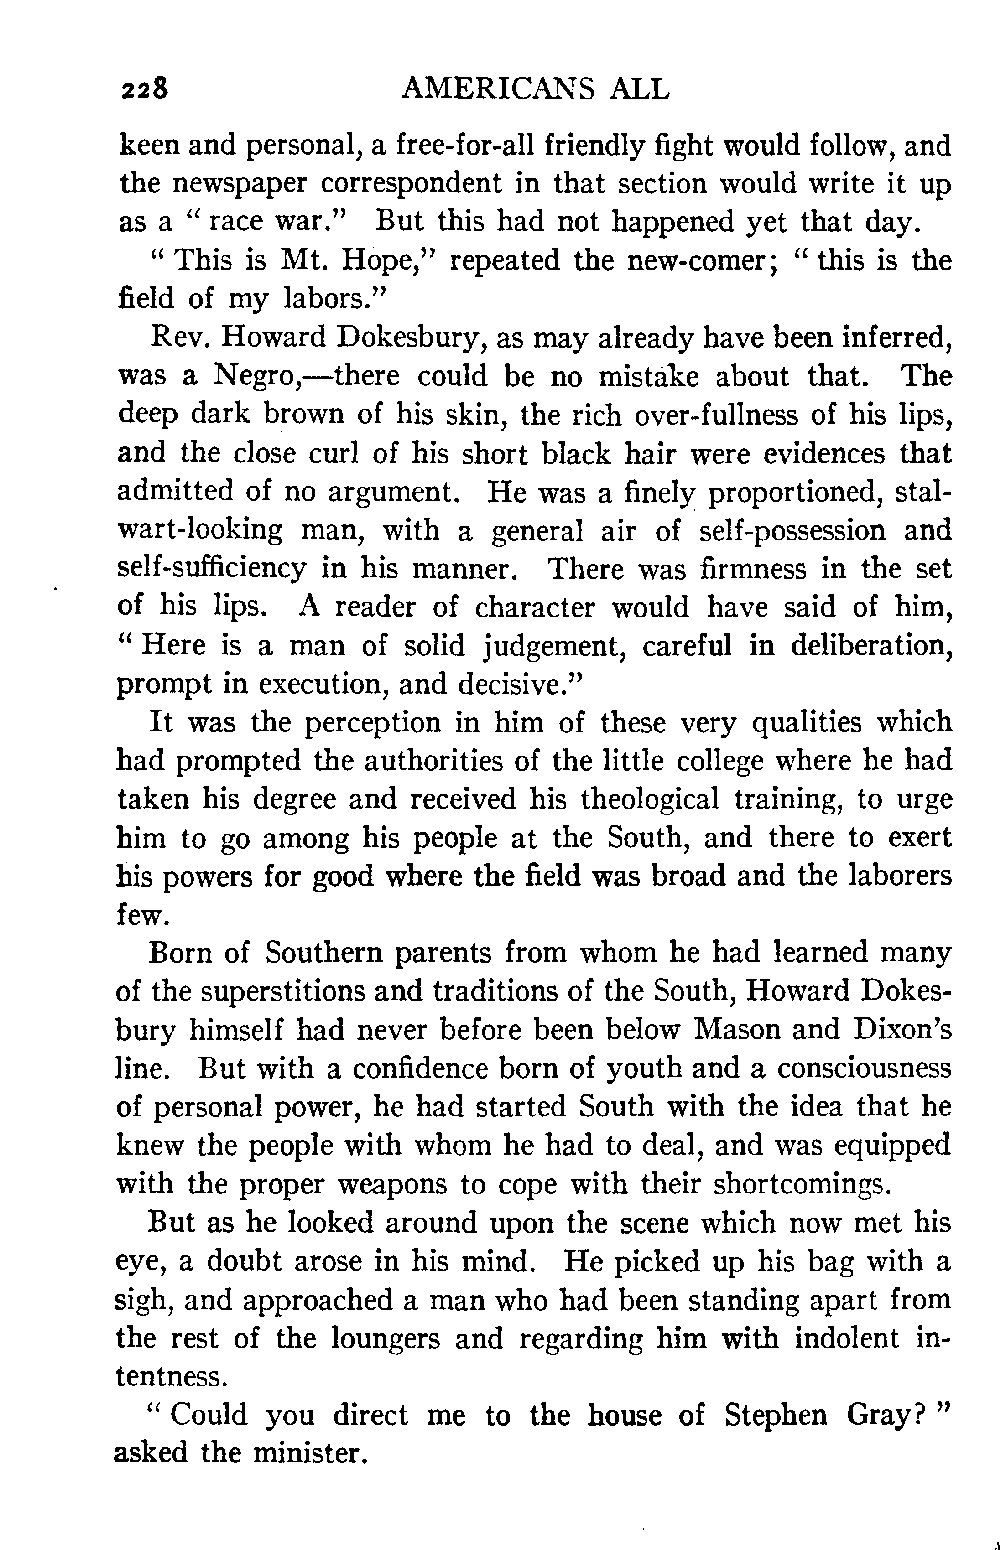 228 AMERICANS ALL
keen and personal, a free-for-all friendly fight would follow, and
the newspaper correspondent in that section would write it up
as a “ race war.” But this had not happened yet that day.
“ This is Mt. Hope,” repeated the new-comer; “ this is the
field of my labors.”
Rev. Howard Dokesbury, as may already have been inferred,
was a Negro,—there could be no mistake about that. The
deep dark brown of his skin, the rich over-fullness of his lips,
and the close curl of his short black hair were evidences that
admitted of no argument. He was a finely proportioned, stal-
wart-looking man, with a general air of self-possession and
self-sufficiency in his manner. There was firmness in the set
of his lips. A reader of character would have said of him,
“ Here is a man of solid judgement, careful in deliberation,
prompt in execution, and decisive.”
It was the perception in him of these very qualities which
had prompted the authorities of the little college where he had
taken his degree and received his theological training, to urge
him to go among his people at the South, and there to exert
his powers for good where the field was broad and the laborers
few.
Born of Southern parents from whom he had learned many
of the superstitions and traditions of the South, Howard Dokes-
bury himself had never before been below Mason and Dixon’s
line. But with a confidence born of youth and a consciousness
of personal power, he had started South with the idea that he
knew the people with whom he had to deal, and was equipped
with the proper weapons to cope with their shortcomings.
But as he looked around upon the scene which now met his
eye, a doubt arose in his mind. He picked up his bag with a
sigh, and approached a man who had been standing apart from
the rest of the loungers and regarding him with indolent in-
tentness.
“ Could you direct me to the house of Stephen Gray? ”
asked the minister.